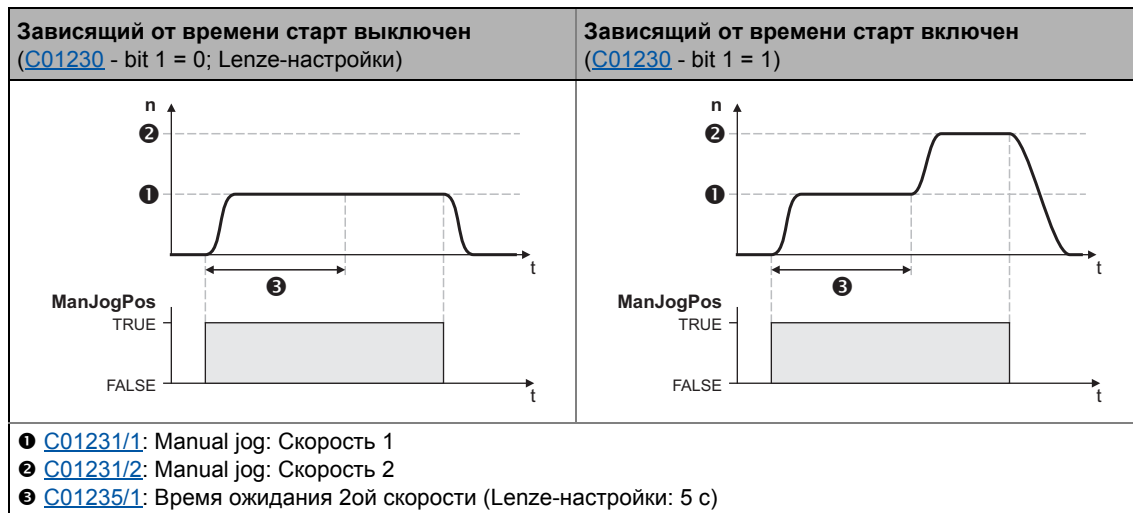 Зависящий от времени старт выключен
(C01230 - bit 1 = 0; Lenze-настройки)
Зависящий от времени старт включен
(C01230 - bit 1 = 1)
n
❷
❶
t
❸
ManJogPos
TRUE
FALSE
t
n
❷
❶
t
❸
ManJogPos
TRUE
FALSE
t
❶ C01231/1: Manual jog: Скорость 1
❷ C01231/2: Manual jog: Скорость 2
❸ C01235/1: Время ожидания 2ой скорости (Lenze-настройки: 5 с)